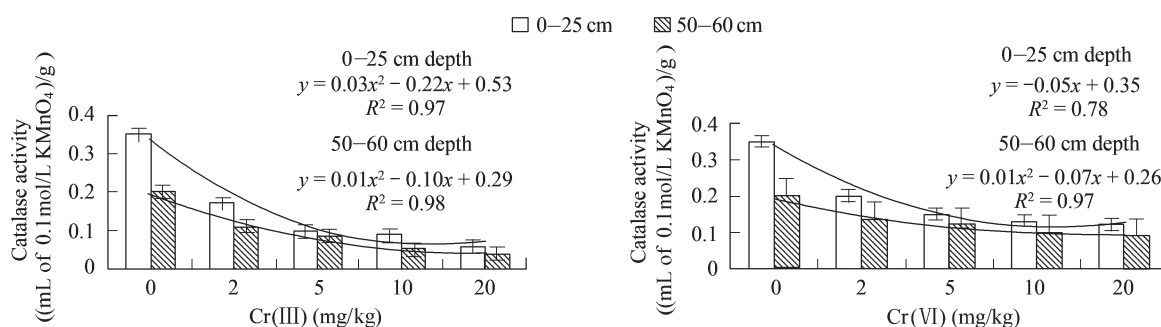 0−25 cm 50−60 cm
0−25 cm depth
y = 0.03x² − 0.22x + 0.53
R² = 0.97
50−60 cm depth
y = 0.01x² − 0.10x + 0.29
R² = 0.98
Catalase activity
((mL of 0.1mol/L KMnO₄)/g)
0.4
0.3
0.2
0.1
0
0 2 5 10 20
Cr(III) (mg/kg)
0−25 cm depth
y = −0.05x + 0.35
R² = 0.78
50−60 cm depth
y = 0.01x² − 0.07x + 0.26
R² = 0.97
Catalase activity
((mL of 0.1mol/L KMnO₄)/g)
0.4
0.3
0.2
0.1
0
0 2 5 10 20
Cr(VI) (mg/kg)